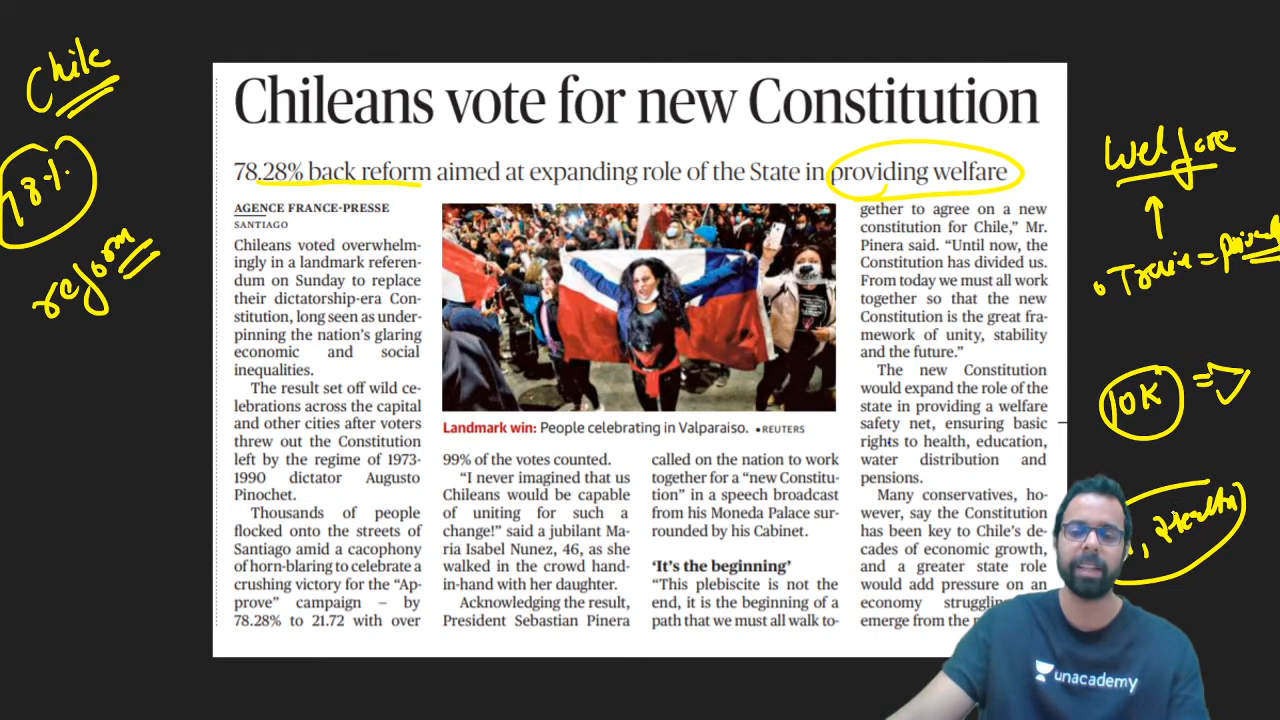 Chile
78%
reform
Chileans vote for new Constitution
78.28% back reform aimed at expanding role of the State in providing welfare
AGENCE FRANCE-PRESSE
SANTIAGO
Chileans voted overwhelm-
ingly in a landmark referen-
dum on Sunday to replace
their dictatorship-era Con-
stitution, long seen as under-
pinning the nation's glaring
economic and social
inequalities.
The result set off wild ce-
lebrations across the capital
and other cities after voters
threw out the Constitution
left by the regime of 1973-
1990 dictator Augusto
Pinochet.
Thousands of people
flocked onto the streets of
Santiago amid a cacophony
of horn-blaring to celebrate a
crushing victory for the "Ap-
prove" campaign – by
78.28% to 21.72 with over
Landmark win: People celebrating in Valparaiso. ▪REUTERS
99% of the votes counted.
"I never imagined that us
Chileans would be capable
of uniting for such a
change!" said a jubilant Ma-
ria Isabel Nunez, 46, as she
walked in the crowd hand-
in-hand with her daughter.
Acknowledging the result,
President Sebastian Pinera
called on the nation to work
together for a "new Constitu-
tion" in a speech broadcast
from his Moneda Palace sur-
rounded by his Cabinet.
'It's the beginning'
"This plebiscite is not the
end, it is the beginning of a
path that we must all walk to-
gether to agree on a new
constitution for Chile," Mr.
Pinera said. "Until now, the
Constitution has divided us.
From today we must all work
together so that the new
Constitution is the great fra-
mework of unity, stability
and the future."
The new Constitution
would expand the role of the
state in providing a welfare
safety net, ensuring basic
rights to health, education,
water distribution and
pensions.
Many conservatives, ho-
wever, say the Constitution
has been key to Chile's de-
cades of economic growth,
and a greater state role
would add pressure on an
economy
emerge from the
Welfare
10K
unacademy